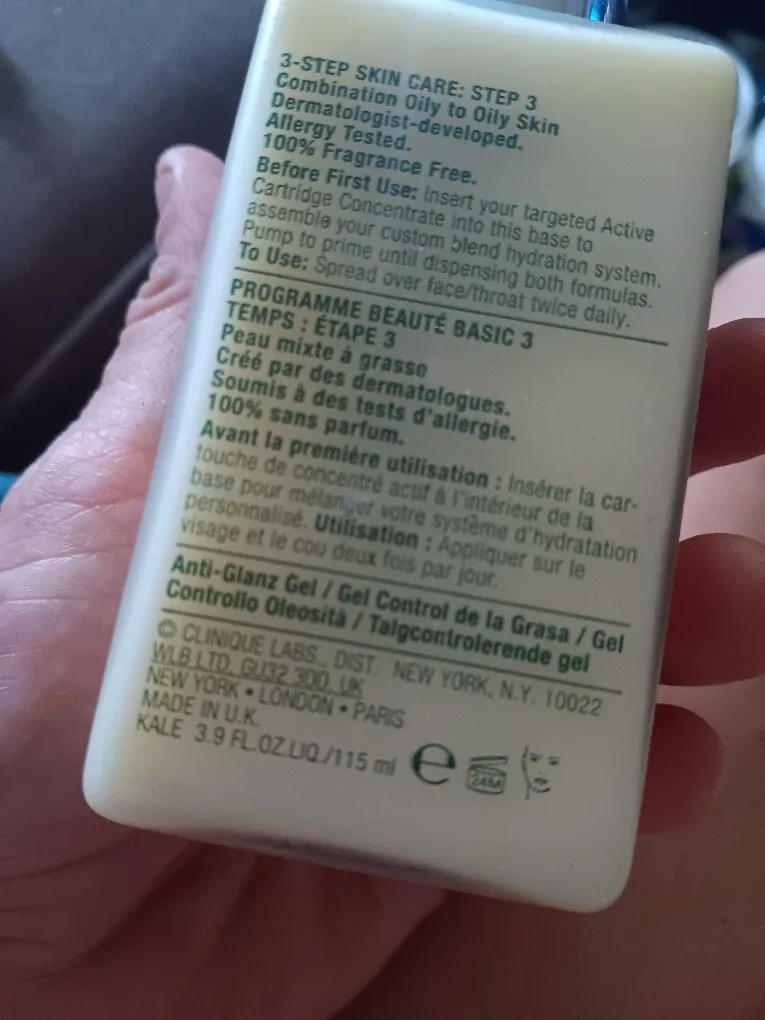 3-STEP SKIN CARE: STEP 3
Combination Oily to Oily Skin
Dermatologist-developed.
Allergy Tested.
100% Fragrance Free.
Before First Use: Insert your targeted Active
Cartridge Concentrate into this base to
assemble your custom blend hydration system.
Pump to prime until dispensing both formulas.
To Use: Spread over face/throat twice daily.
PROGRAMME BEAUTÉ BASIC 3
TEMPS : ÉTAPE 3
Peau mixte à grasse
Créé par des dermatologues.
Soumis à des tests d'allergie.
100% sans parfum.
Avant la première utilisation : Insérer la car-
touche de concentré actif à l'intérieur de la
base pour mélanger votre système d'hydratation
personnalisé. Utilisation : Appliquer sur le
visage et le cou deux fois par jour.
Anti-Glanz Gel / Gel Control de la Grasa / Gel
Controllo Oleosità / Talgcontrolerende gel
© CLINIQUE LABS., DIST. NEW YORK, N.Y. 10022
WLB LTD. GU32 3DD, UK
NEW YORK • LONDON • PARIS
MADE IN U.K.
KALE 3.9 FL.OZ.LIQ./115 ml e 24M